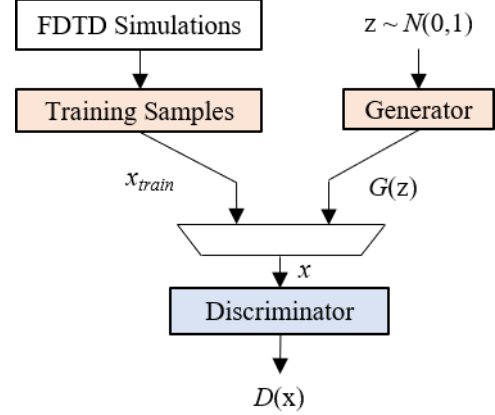 FDTD Simulations
z ~ N(0,1)
Training Samples
Generator
x_train
G(z)
x
Discriminator
D(x)